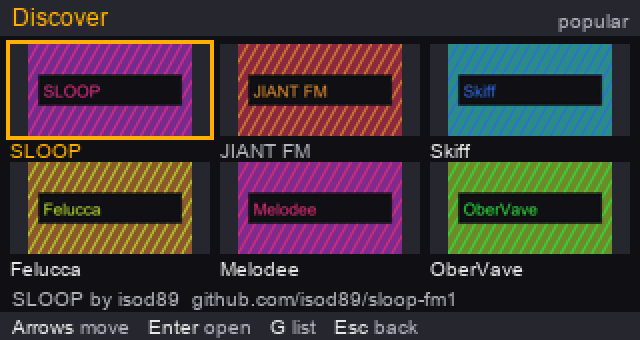 Discover popular
SLOOP JIANT FM Skiff
SLOOP JIANT FM Skiff
Felucca Melodee OberVave
Felucca Melodee OberVave
SLOOP by isod89 github.com/isod89/sloop-fm1
Arrows move Enter open G list Esc back